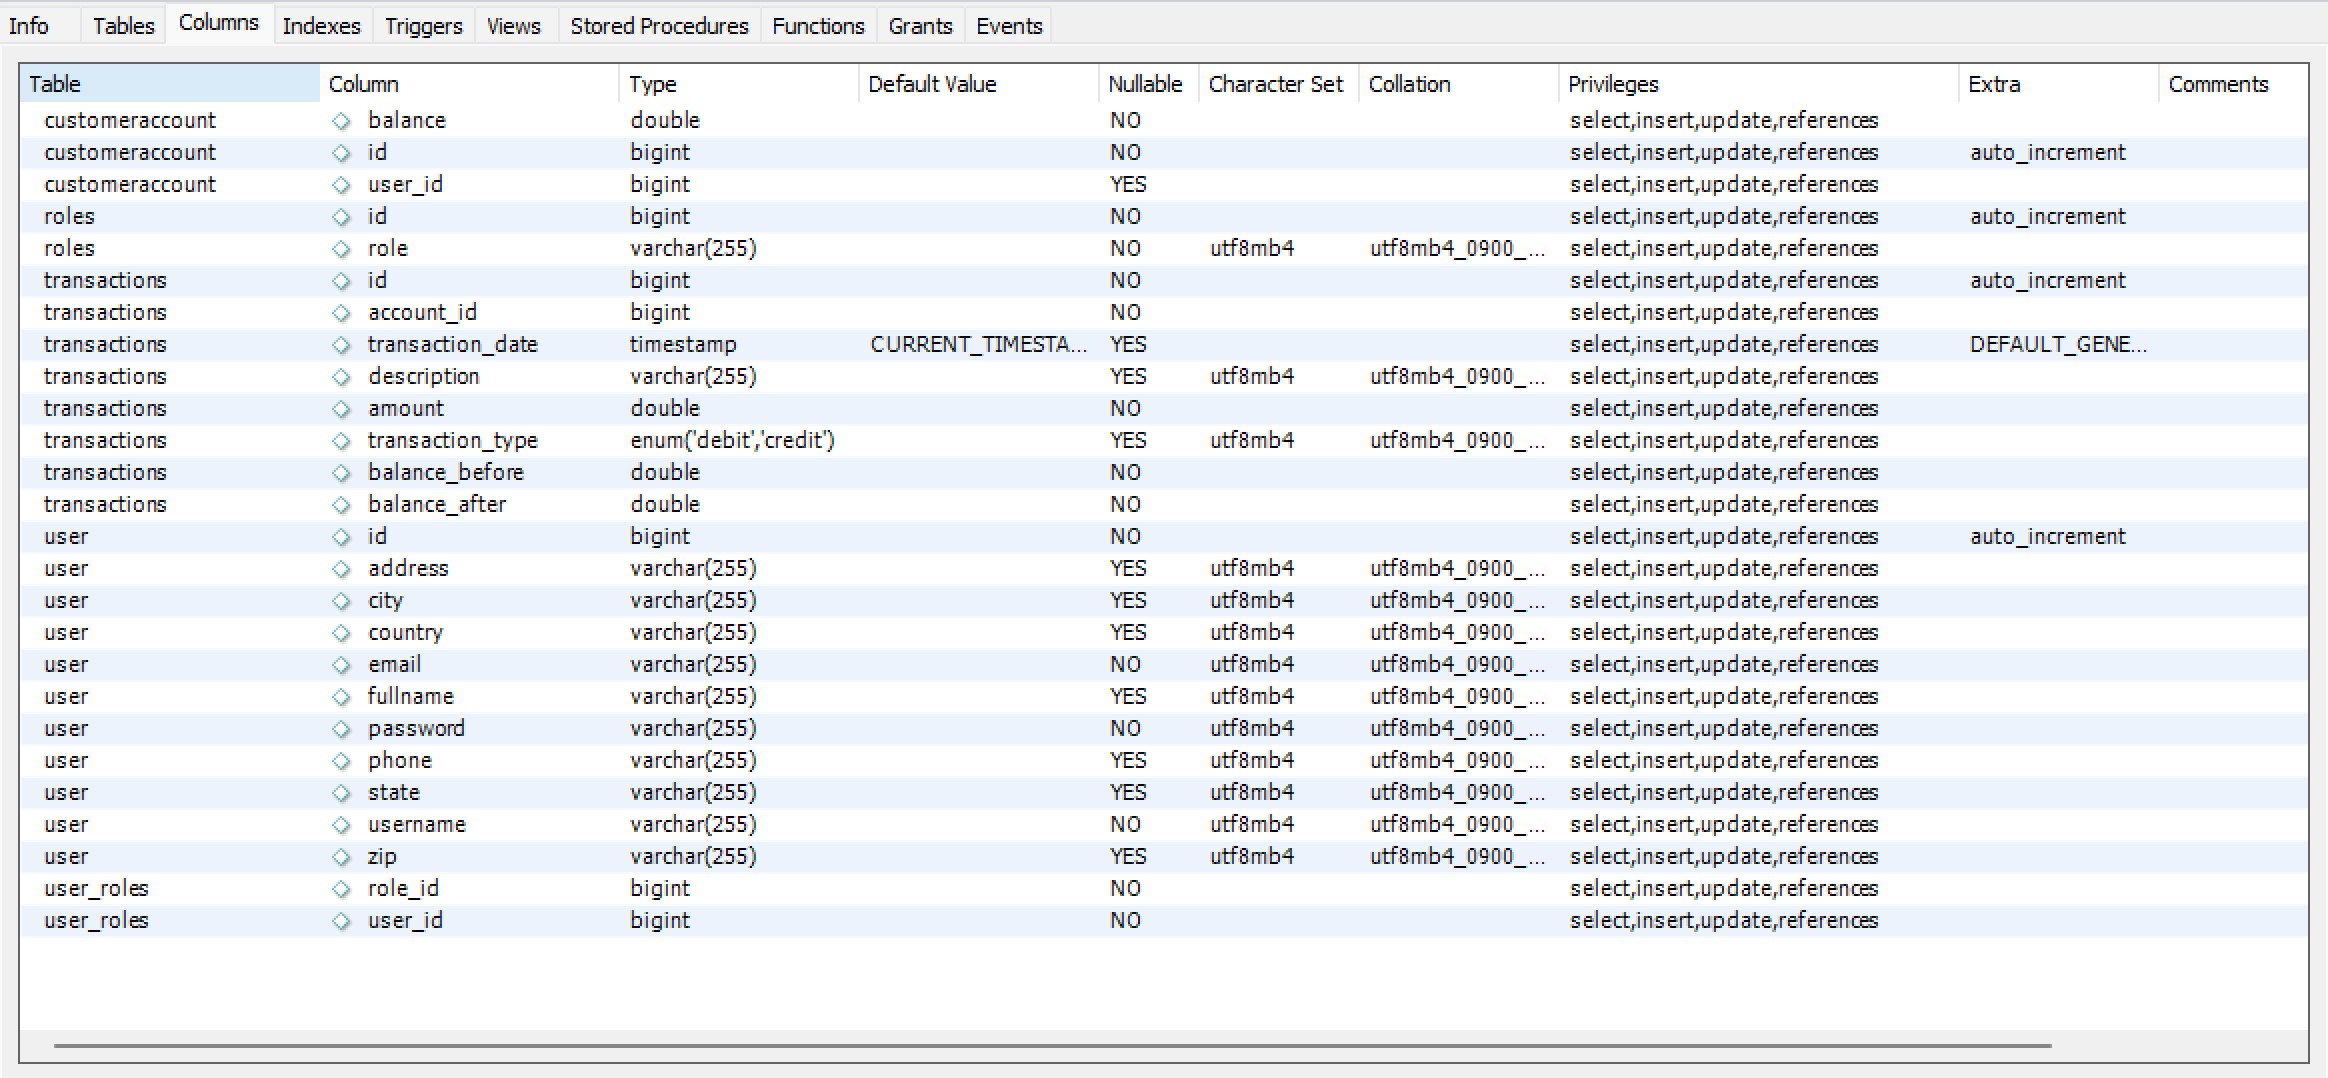 Info Tables Columns Indexes Triggers Views Stored Procedures Functions Grants Events
Table Column Type Default Value Nullable Character Set Collation Privileges Extra Comments
customeraccount balance double NO select,insert,update,references
customeraccount id bigint NO select,insert,update,references auto_increment
customeraccount user_id bigint YES select,insert,update,references
roles id bigint NO select,insert,update,references auto_increment
roles role varchar(255) NO utf8mb4 utf8mb4_0900_... select,insert,update,references
transactions id bigint NO select,insert,update,references auto_increment
transactions account_id bigint NO select,insert,update,references
transactions transaction_date timestamp CURRENT_TIMESTA... YES select,insert,update,references DEFAULT_GENE...
transactions description varchar(255) YES utf8mb4 utf8mb4_0900_... select,insert,update,references
transactions amount double NO select,insert,update,references
transactions transaction_type enum('debit','credit') YES utf8mb4 utf8mb4_0900_... select,insert,update,references
transactions balance_before double NO select,insert,update,references
transactions balance_after double NO select,insert,update,references
user id bigint NO select,insert,update,references auto_increment
user address varchar(255) YES utf8mb4 utf8mb4_0900_... select,insert,update,references
user city varchar(255) YES utf8mb4 utf8mb4_0900_... select,insert,update,references
user country varchar(255) YES utf8mb4 utf8mb4_0900_... select,insert,update,references
user email varchar(255) NO utf8mb4 utf8mb4_0900_... select,insert,update,references
user fullname varchar(255) YES utf8mb4 utf8mb4_0900_... select,insert,update,references
user password varchar(255) NO utf8mb4 utf8mb4_0900_... select,insert,update,references
user phone varchar(255) YES utf8mb4 utf8mb4_0900_... select,insert,update,references
user state varchar(255) YES utf8mb4 utf8mb4_0900_... select,insert,update,references
user username varchar(255) NO utf8mb4 utf8mb4_0900_... select,insert,update,references
user zip varchar(255) YES utf8mb4 utf8mb4_0900_... select,insert,update,references
user_roles role_id bigint NO select,insert,update,references
user_roles user_id bigint NO select,insert,update,references